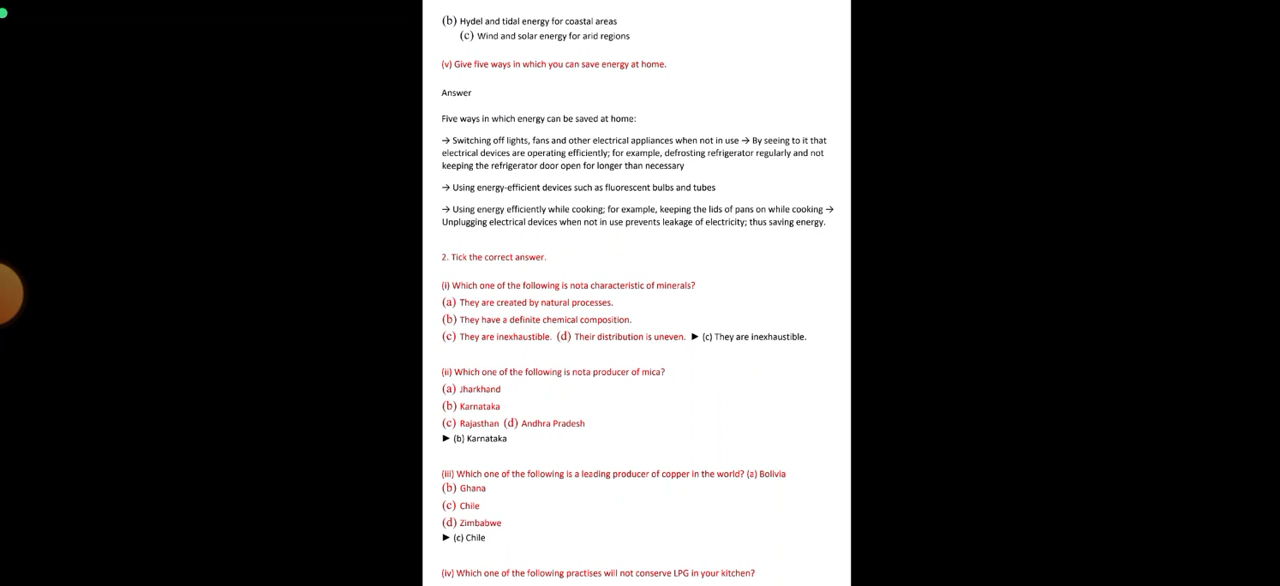 (b) Hydel and tidal energy for coastal areas
(c) Wind and solar energy for arid regions
(v) Give five ways in which you can save energy at home.
Answer
Five ways in which energy can be saved at home:
→ Switching off lights, fans and other electrical appliances when not in use → By seeing to it that
electrical devices are operating efficiently; for example, defrosting refrigerator regularly and not
keeping the refrigerator door open for longer than necessary
→ Using energy-efficient devices such as fluorescent bulbs and tubes
→ Using energy efficiently while cooking; for example, keeping the lids of pans on while cooking →
Unplugging electrical devices when not in use prevents leakage of electricity; thus saving energy.
2. Tick the correct answer.
(i) Which one of the following is nota characteristic of minerals?
(a) They are created by natural processes.
(b) They have a definite chemical composition.
(c) They are inexhaustible. (d) Their distribution is uneven. ► (c) They are inexhaustible.
(ii) Which one of the following is nota producer of mica?
(a) Jharkhand
(b) Karnataka
(c) Rajasthan (d) Andhra Pradesh
► (b) Karnataka
(iii) Which one of the following is a leading producer of copper in the world? (a) Bolivia
(b) Ghana
(c) Chile
(d) Zimbabwe
► (c) Chile
(iv) Which one of the following practises will not conserve LPG in your kitchen?